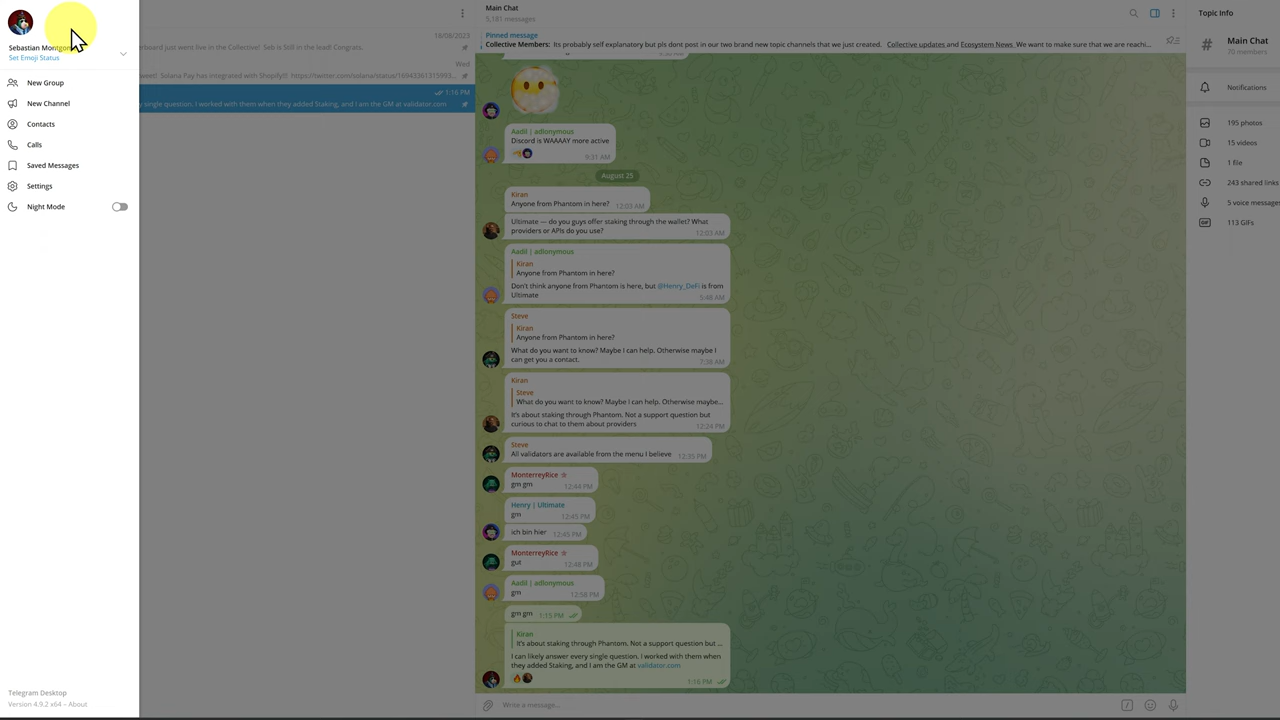 Sebastian Montgom
Set Emoji Status
New Group
New Channel
Contacts
Calls
Saved Messages
Settings
Night Mode
Telegram Desktop
Version 4.9.2 x64 – About
18/08/2023
erboard just went live in the Collective! Seb is still in the lead! Congrats.
Wed
weet! Solana Pay has integrated with Shopify!! https://twitter.com/solana/status/16943361315993...
1:16 PM
y single question. I worked with them when they added Staking, and I am the GM at validator.com
Main Chat
5,131 messages
Pinned message
Collective Members: Its probably self explanatory but pls dont post in our two brand new topic channels that we just created. Collective updates and Ecosystem News We want to make sure that we are reachi...
Aadil | adlonymous
Discord is WAAAAY more active
9:31 AM
August 25
Kiran
Anyone from Phantom in here? 12:03 AM
Ultimate — do you guys offer staking through the wallet? What
providers or APIs do you use?
12:03 AM
Aadil | adlonymous
Kiran
Anyone from Phantom in here?
Don't think anyone from Phantom is here, but @Henry_DeFi is from
Ultimate
5:48 AM
Steve
Kiran
Anyone from Phantom in here?
What do you want to know? Maybe I can help. Otherwise maybe I
can get you a contact.
7:38 AM
Kiran
Steve
What do you want to know? Maybe I can help. Otherwise maybe...
It's about staking through Phantom. Not a support question but
curious to chat to them about providers
12:24 PM
Steve
All validators are available from the menu I believe 12:35 PM
MonterreyRice
gm gm
12:44 PM
Henry | Ultimate
gm
12:45 PM
ich bin hier 12:45 PM
MonterreyRice
gut
12:48 PM
Aadil | adlonymous
gm
12:58 PM
gm gm 1:15 PM
Kiran
It's about staking through Phantom. Not a support question but ...
I can likely answer every single question. I worked with them when
they added Staking, and I am the GM at validator.com
1:16 PM
Write a message...
Topic Info
Main Chat
70 members
Notifications
195 photos
15 videos
1 file
243 shared links
5 voice messages
113 GIFs